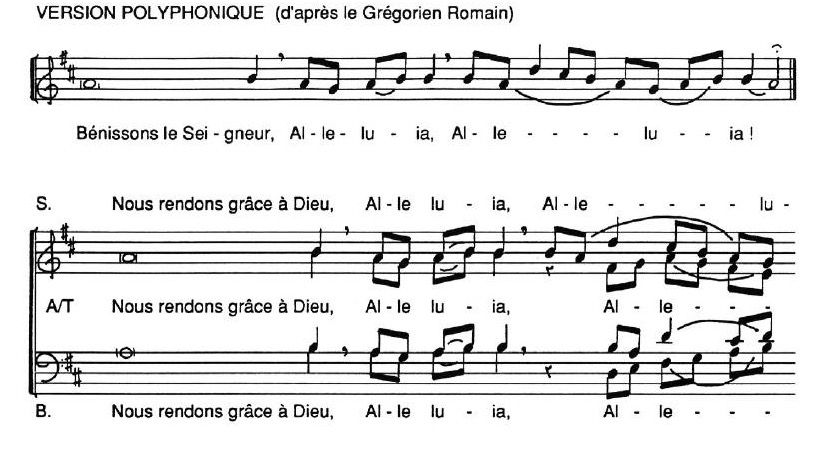 VERSION POLYPHONIQUE (d'après le Grégorien Romain)
Bénissons le Sei - gneur, Al - le - lu - ia, Al - le - - - - lu - - ia !
S. Nous rendons grâce à Dieu, Al - le lu - ia, Al - le - - - - lu -
A/T Nous rendons grâce à Dieu, Al - le lu - ia, Al - le - - -
B. Nous rendons grâce à Dieu, Al - le lu - ia, Al - le - - -